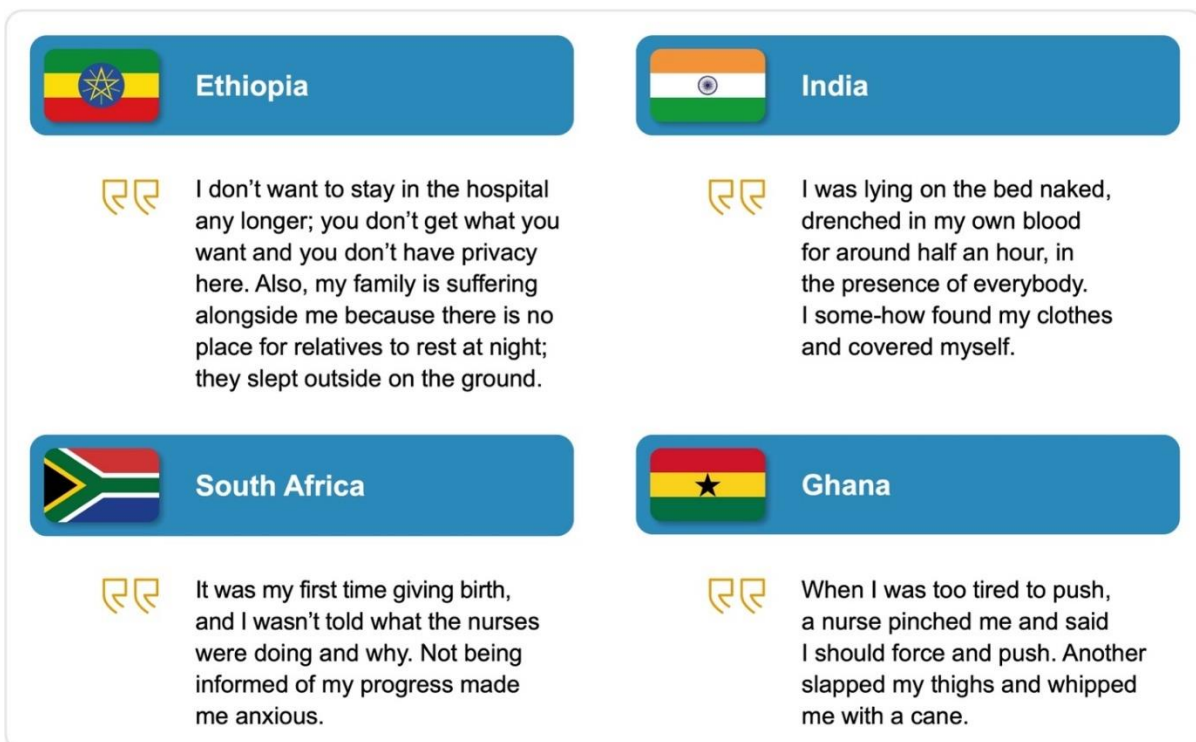 Ethiopia
I don’t want to stay in the hospital
any longer; you don’t get what you
want and you don’t have privacy
here. Also, my family is suffering
alongside me because there is no
place for relatives to rest at night;
they slept outside on the ground.
India
I was lying on the bed naked,
drenched in my own blood
for around half an hour, in
the presence of everybody.
I some-how found my clothes
and covered myself.
South Africa
It was my first time giving birth,
and I wasn’t told what the nurses
were doing and why. Not being
informed of my progress made
me anxious.
Ghana
When I was too tired to push,
a nurse pinched me and said
I should force and push. Another
slapped my thighs and whipped
me with a cane.